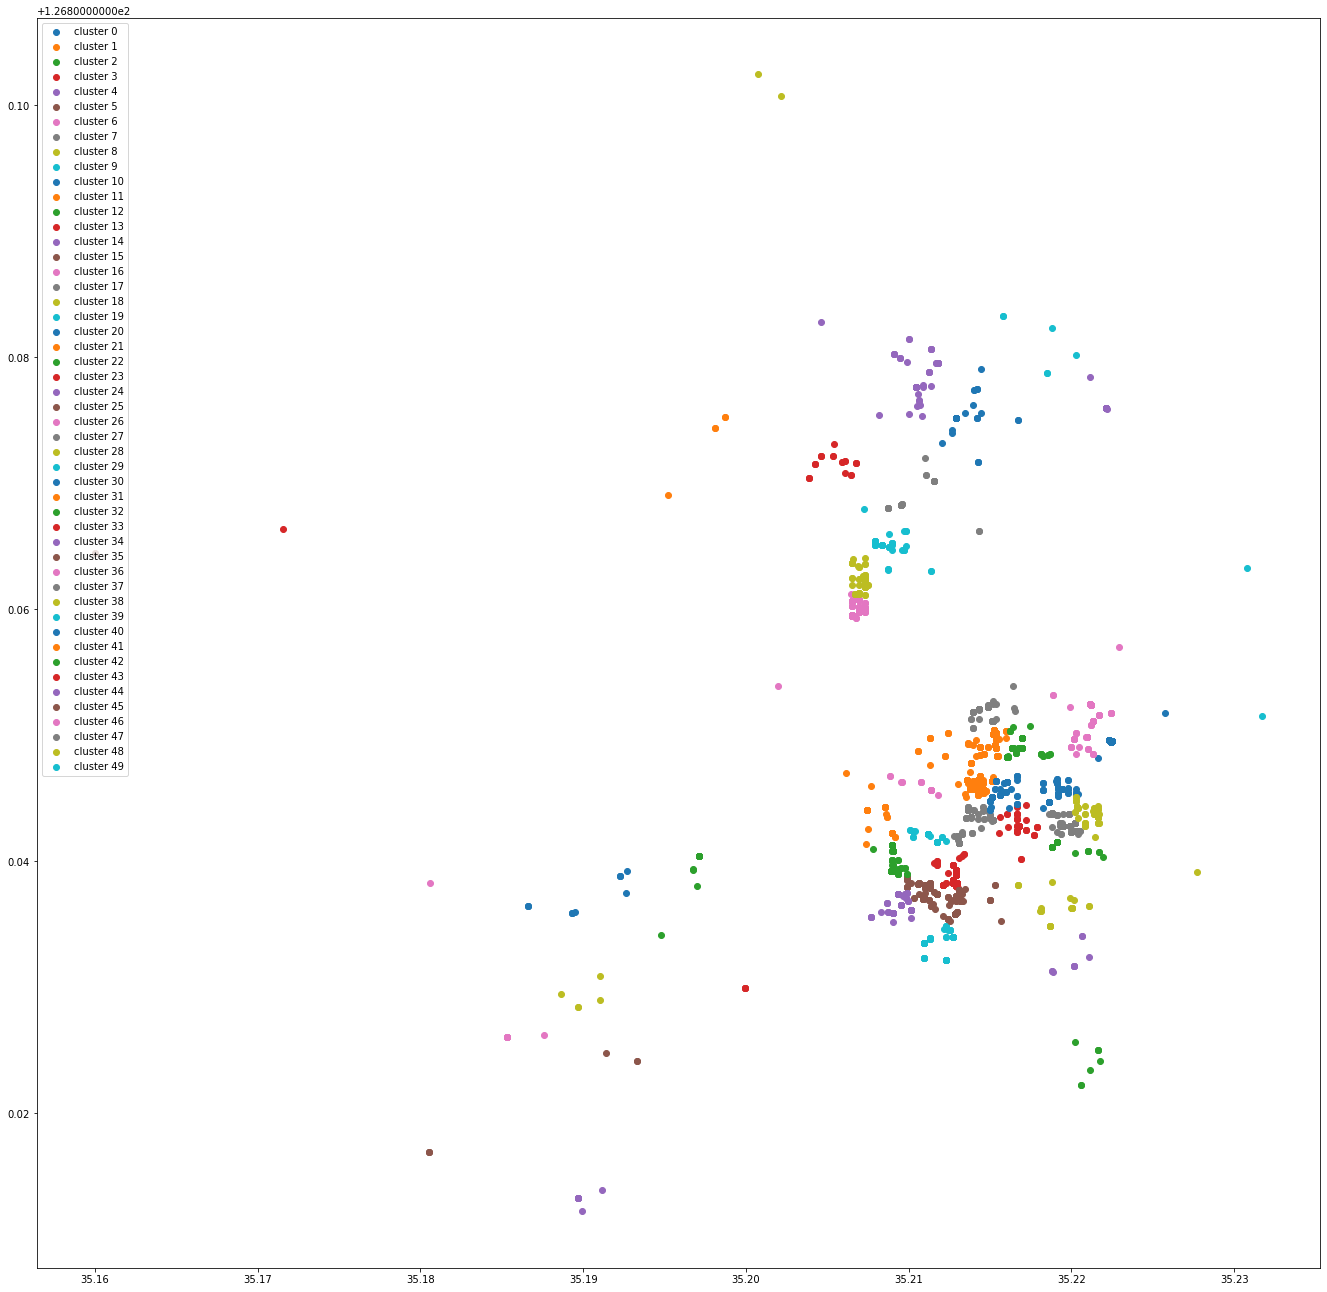 +1.2680000000e2
cluster 0
cluster 1
cluster 2
cluster 3
cluster 4
cluster 5
cluster 6
cluster 7
cluster 8
cluster 9
cluster 10
cluster 11
cluster 12
cluster 13
cluster 14
cluster 15
cluster 16
cluster 17
cluster 18
cluster 19
cluster 20
cluster 21
cluster 22
cluster 23
cluster 24
cluster 25
cluster 26
cluster 27
cluster 28
cluster 29
cluster 30
cluster 31
cluster 32
cluster 33
cluster 34
cluster 35
cluster 36
cluster 37
cluster 38
cluster 39
cluster 40
cluster 41
cluster 42
cluster 43
cluster 44
cluster 45
cluster 46
cluster 47
cluster 48
cluster 49
0.10
0.08
0.06
0.04
0.02
35.16 35.17 35.18 35.19 35.20 35.21 35.22 35.23